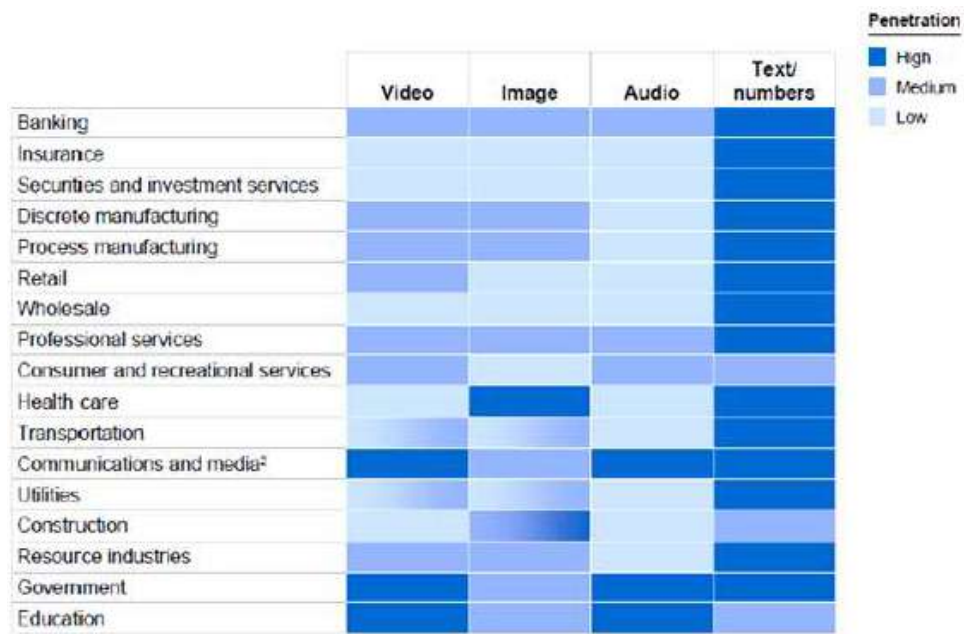 Penetration
High
Medium
Low
Video Image Audio Text/
numbers
Banking
Insurance
Securities and investment services
Discrete manufacturing
Process manufacturing
Retail
Wholesale
Professional services
Consumer and recreational services
Health care
Transportation
Communications and media²
Utilities
Construction
Resource industries
Government
Education